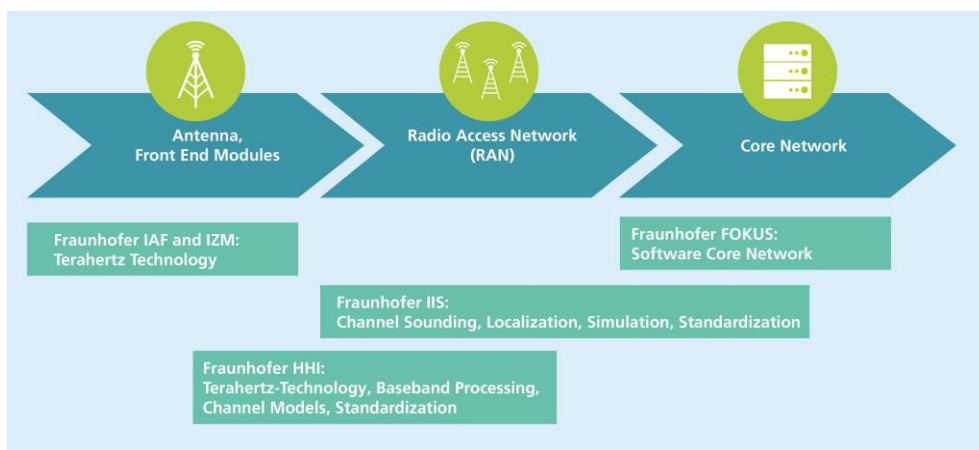 Antenna,
Front End Modules
Radio Access Network
(RAN)
Core Network
Fraunhofer IAF and IZM:
Terahertz Technology
Fraunhofer FOKUS:
Software Core Network
Fraunhofer IIS:
Channel Sounding, Localization, Simulation, Standardization
Fraunhofer HHI:
Terahertz-Technology, Baseband Processing,
Channel Models, Standardization